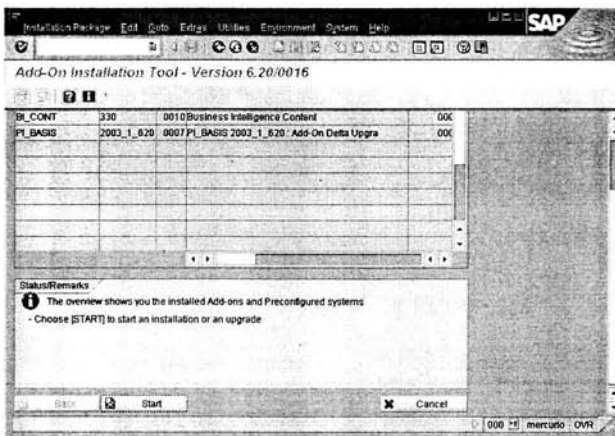 Installation Package Edit Goto Extras Utilities Environment System Help
SAP
Add-On Installation Tool - Version 6.20/0016
BI_CONT 330 0010 Business Intelligence Content 000
PI_BASIS 2003_1_620 0007 PI_BASIS 2003_1_620 : Add-On Delta Upgra 000
Status/Remarks
The overview shows you the installed Add-ons and Preconfigured systems
- Choose [START] to start an installation or an upgrade
Back Start Cancel
000 mercurio OVR